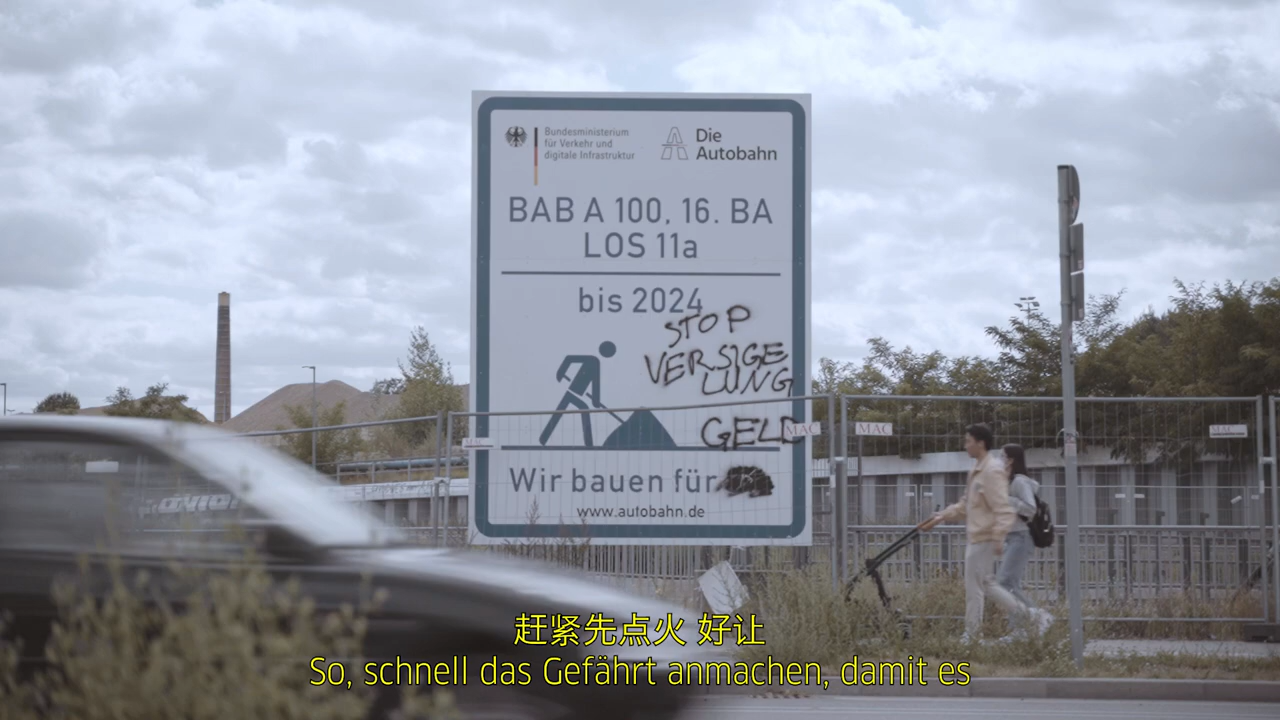 Bundesministerium
für Verkehr und
digitale Infrastruktur
Die
Autobahn
BAB A 100, 16. BA
LOS 11a
bis 2024
STOP
VERSIGE
LUNG
GELD
Wir bauen für
www.autobahn.de
MAC
MAC
赶紧先点火 好让
So, schnell das Gefährt anmachen, damit es